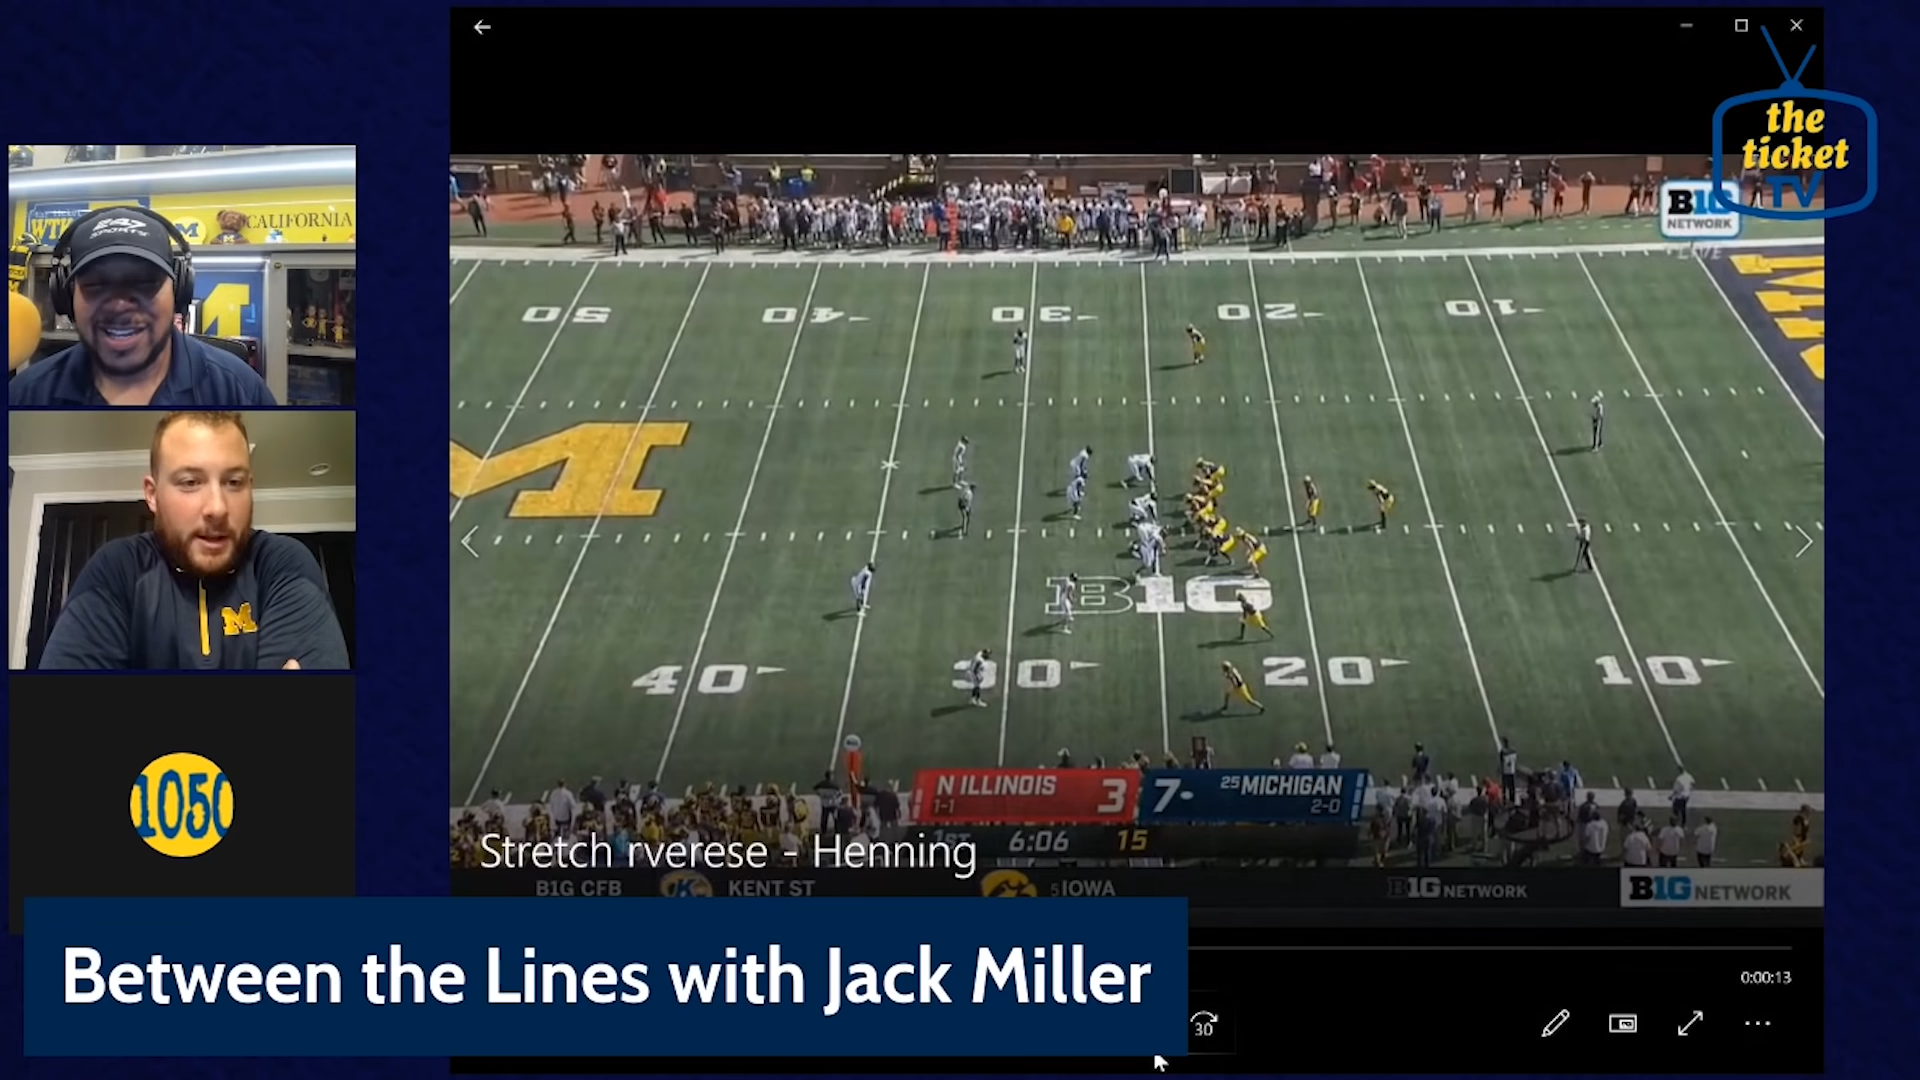 the
ticket
TV
B1G
NETWORK
LIVE
247
SPORTS
WTK
M
CALIFORNIA
M
1050
50
40
30
20
10
M
B1G
40
30
20
10
N ILLINOIS 3 7 25 MICHIGAN
1-1 2-0
1ST 6:06 15
Stretch rverese - Henning
B1G CFB KENT ST 5 IOWA B1G NETWORK B1G NETWORK
Between the Lines with Jack Miller
0:00:13
30